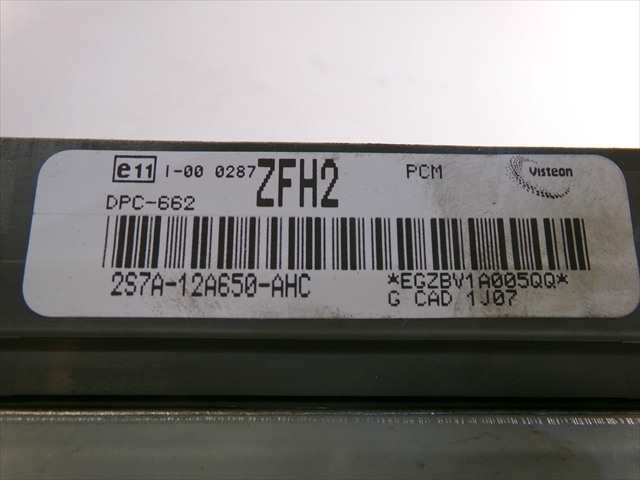 e11 I-00 0287 ZFH2 PCM Visteon
DPC-662
2S7A-12A650-AHC *EGZBV1A005QQ*
G CAD 1J07